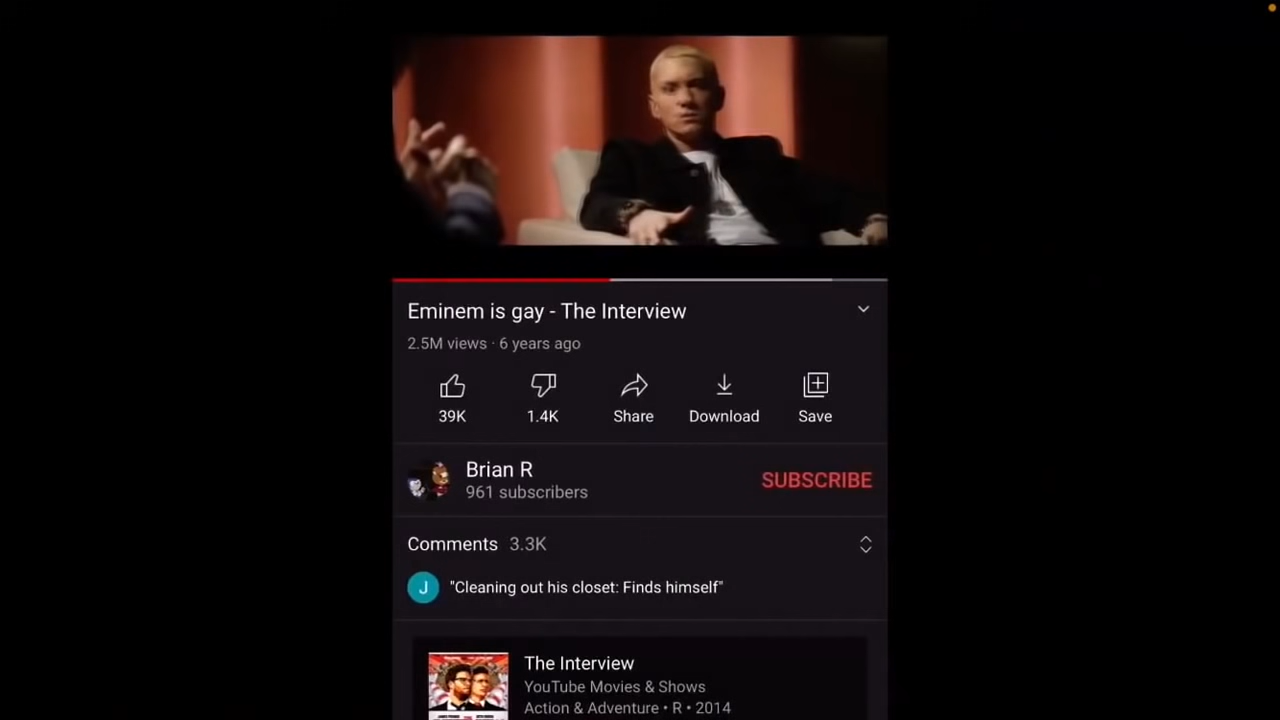 Eminem is gay - The Interview
2.5M views · 6 years ago
39K 1.4K Share Download Save
Brian R
961 subscribers
SUBSCRIBE
Comments 3.3K
J "Cleaning out his closet: Finds himself"
The Interview
YouTube Movies & Shows
Action & Adventure • R • 2014